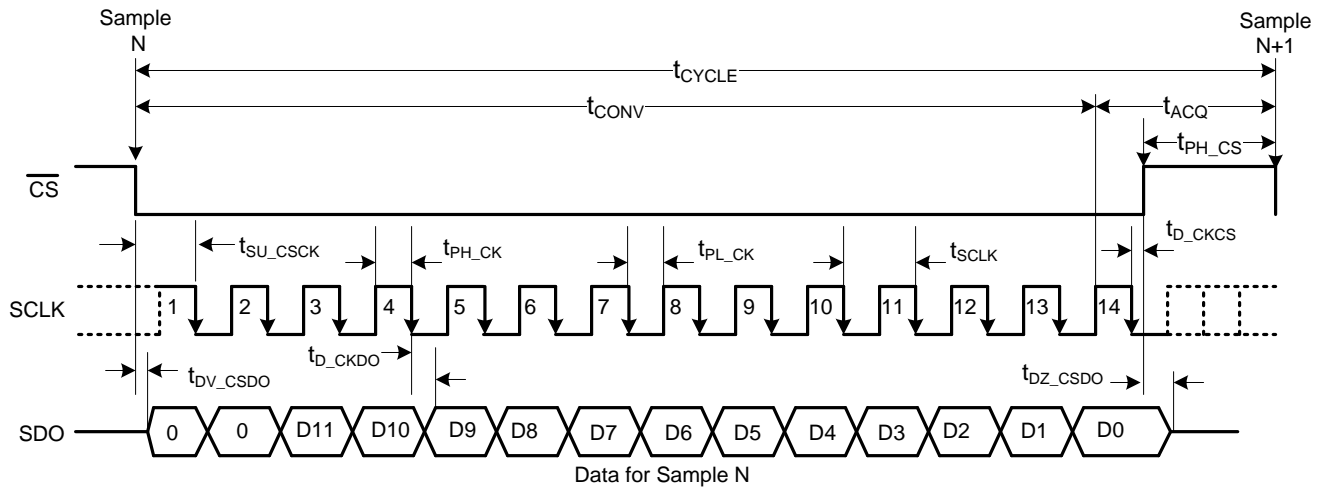 Sample
N
Sample
N+1
tCYCLE
tCONV
tACQ
tPH_CS
CS
tSU_CSCK
tPH_CK
tPL_CK
tSCLK
tD_CKCS
SCLK
1 2 3 4 5 6 7 8 9 10 11 12 13 14
tD_CKDO
tDV_CSDO
tDZ_CSDO
SDO
0 0 D11 D10 D9 D8 D7 D6 D5 D4 D3 D2 D1 D0
Data for Sample N